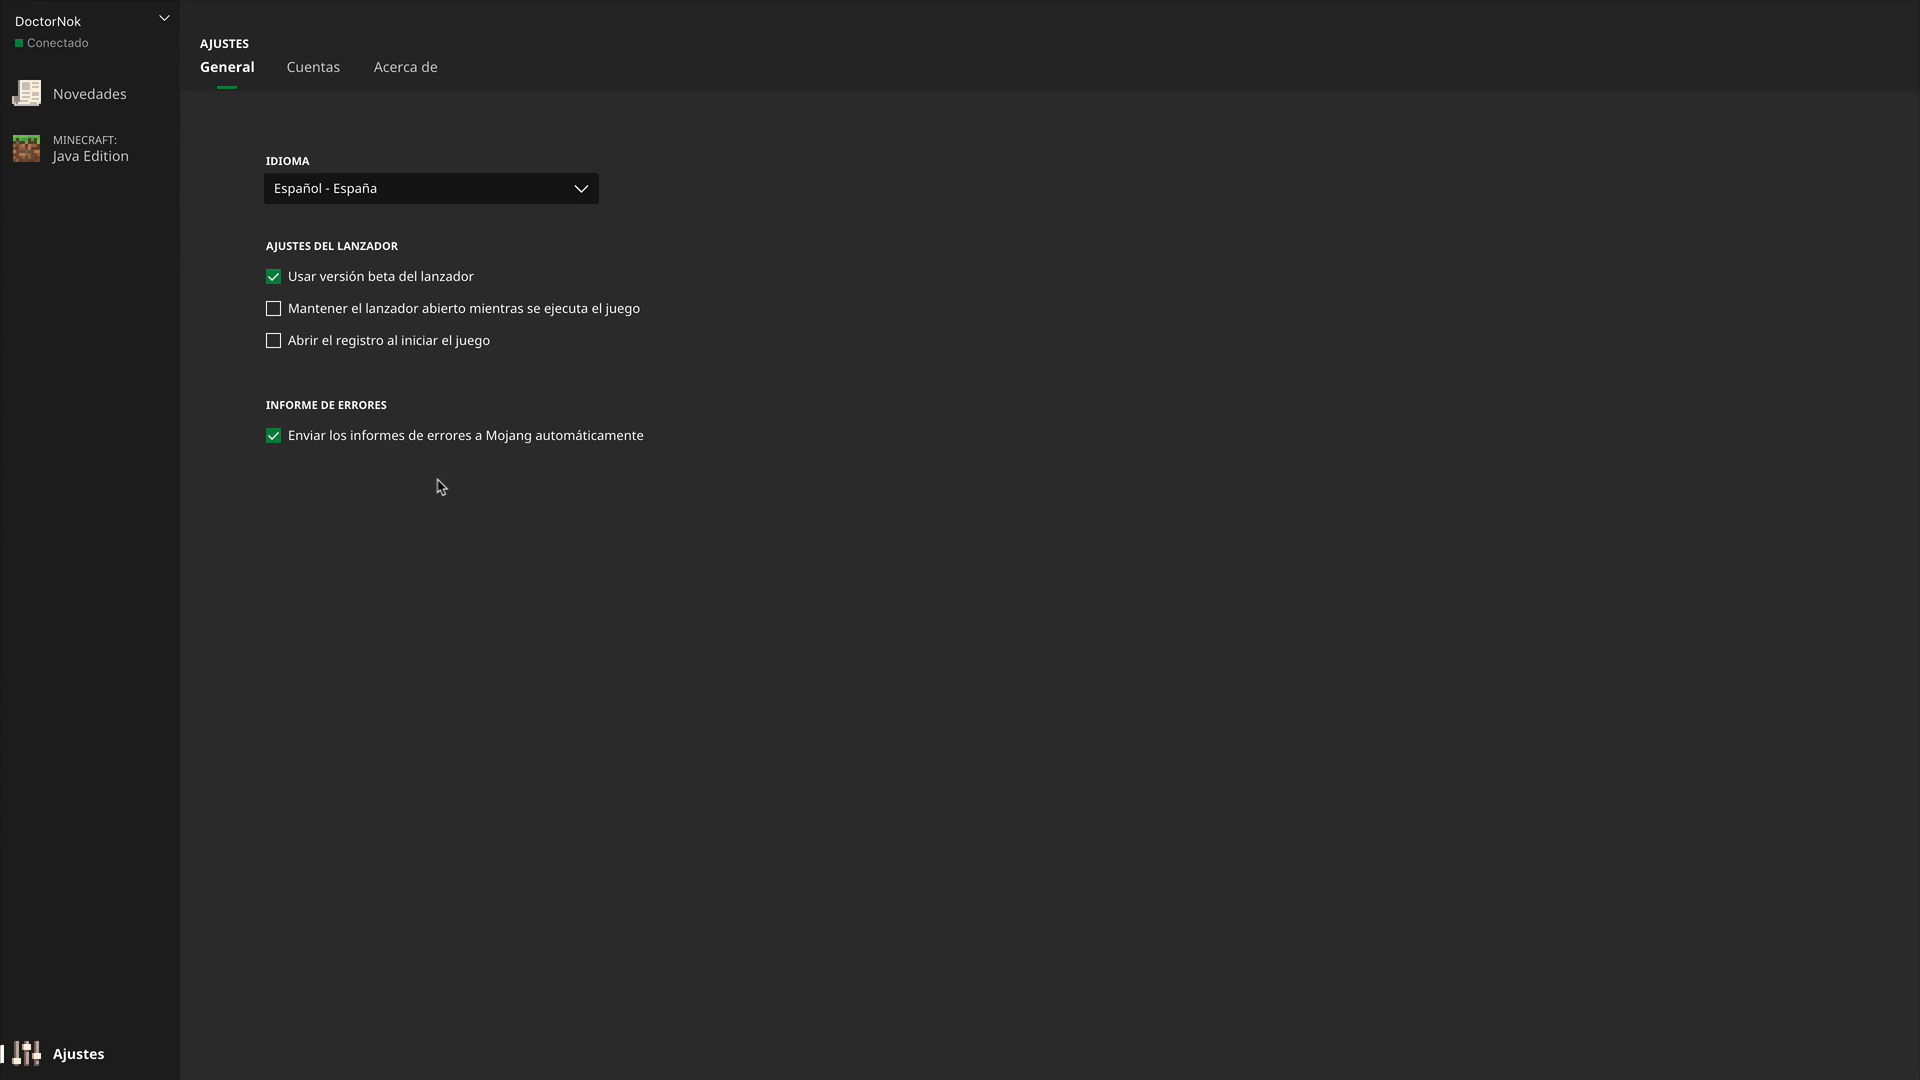 DoctorNok
Conectado
Novedades
MINECRAFT:
Java Edition
Ajustes
AJUSTES
General
Cuentas
Acerca de
IDIOMA
Español - España
AJUSTES DEL LANZADOR
Usar versión beta del lanzador
Mantener el lanzador abierto mientras se ejecuta el juego
Abrir el registro al iniciar el juego
INFORME DE ERRORES
Enviar los informes de errores a Mojang automáticamente